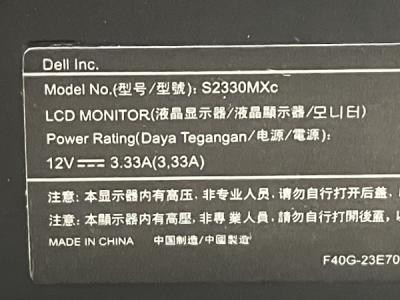 Dell Inc.
Model No.(型号/型號): S2330MXc
LCD MONITOR(液晶显示器/液晶顯示器/모니터)
Power Rating(Daya Tegangan/电源/電源):
12V⎓3.33A(3,33A)
注意: 本显示器内有高压, 非专业人员, 请勿自行打开后盖,
注意: 本顯示器内有高壓, 非專業人員, 請勿自行打開後蓋,
MADE IN CHINA 中国制造/中國製造
F40G-23E70